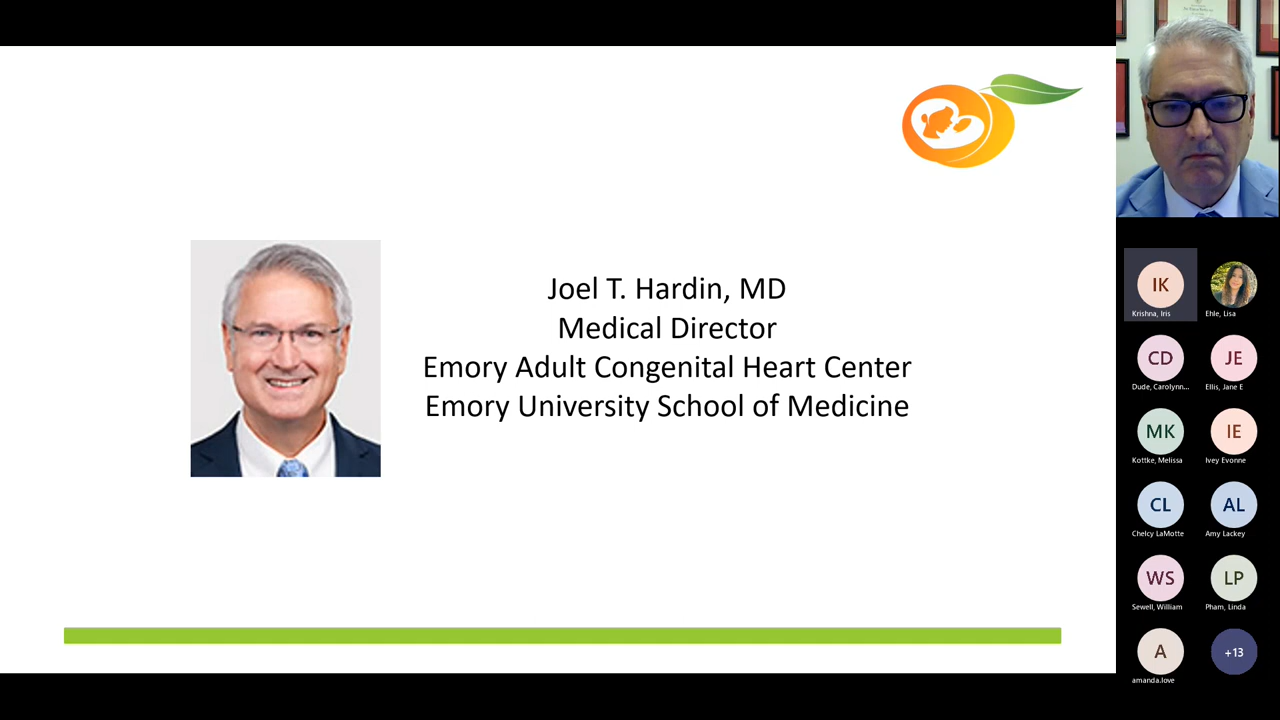 Joel T. Hardin, MD
Medical Director
Emory Adult Congenital Heart Center
Emory University School of Medicine
IK
Krishna, Iris
Ehle, Lisa
CD
Dude, Carolynn...
JE
Ellis, Jane E
MK
Kottke, Melissa
IE
Ivey Evonne
CL
Chelcy LaMotte
AL
Amy Lackey
WS
Sewell, William
LP
Pham, Linda
A
amanda.love
+13